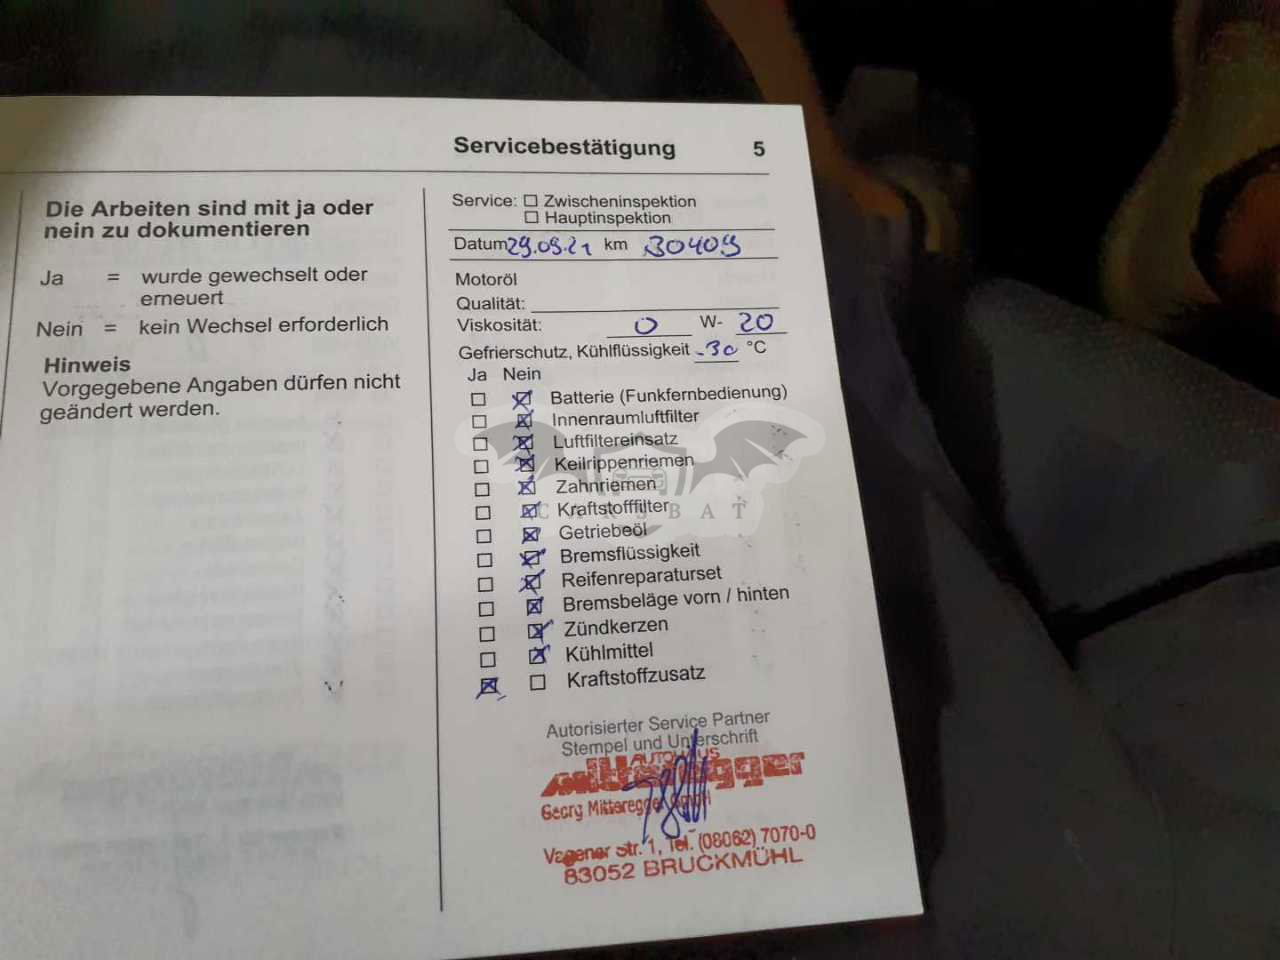 Servicebestätigung 5
Die Arbeiten sind mit ja oder
nein zu dokumentieren
Ja = wurde gewechselt oder
erneuert
Nein = kein Wechsel erforderlich
Hinweis
Vorgegebene Angaben dürfen nicht
geändert werden.
Service: Zwischeninspektion
Hauptinspektion
Datum 29.09.21 km 30409
Motoröl
Qualität:
Viskosität: 0 W- 20
Gefrierschutz, Kühlflüssigkeit -30 °C
Ja Nein
Batterie (Funkfernbedienung)
Innenraumluftfilter
Luftfiltereinsatz
Keilrippenriemen
Zahnriemen
Kraftstofffilter
CARSBAT
Getriebeöl
Bremsflüssigkeit
Reifenreparaturset
Bremsbeläge vorn / hinten
Zündkerzen
Kühlmittel
Kraftstoffzusatz
Autorisierter Service Partner
Stempel und Unterschrift
AUTOHAUS
mitteregger
Georg Mitteregger GmbH
Vagener Str. 1, Tel. (08062) 7070-0
83052 BRUCKMÜHL